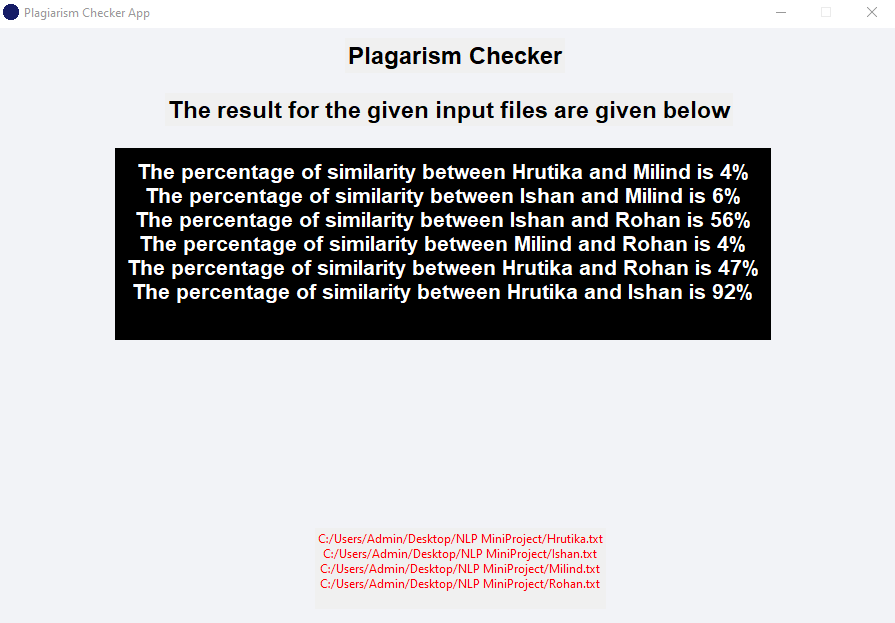 Plagiarism Checker App
Plagarism Checker
The result for the given input files are given below
The percentage of similarity between Hrutika and Milind is 4%
The percentage of similarity between Ishan and Milind is 6%
The percentage of similarity between Ishan and Rohan is 56%
The percentage of similarity between Milind and Rohan is 4%
The percentage of similarity between Hrutika and Rohan is 47%
The percentage of similarity between Hrutika and Ishan is 92%
C:/Users/Admin/Desktop/NLP MiniProject/Hrutika.txt
C:/Users/Admin/Desktop/NLP MiniProject/Ishan.txt
C:/Users/Admin/Desktop/NLP MiniProject/Milind.txt
C:/Users/Admin/Desktop/NLP MiniProject/Rohan.txt